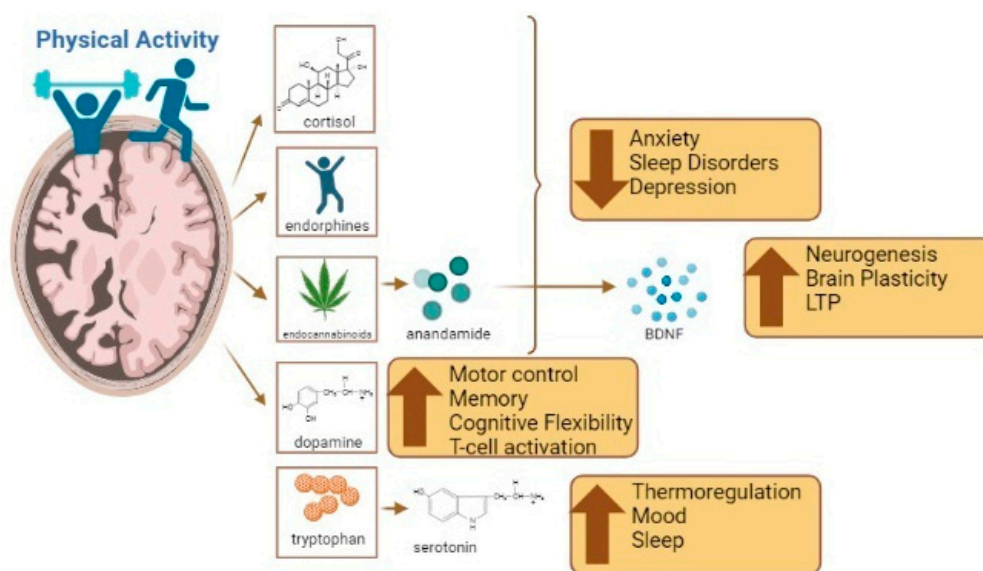 Physical Activity
cortisol
endorphines
endocannabinoids
anandamide
BDNF
Anxiety
Sleep Disorders
Depression
Neurogenesis
Brain Plasticity
LTP
dopamine
Motor control
Memory
Cognitive Flexibility
T-cell activation
tryptophan
serotonin
Thermoregulation
Mood
Sleep